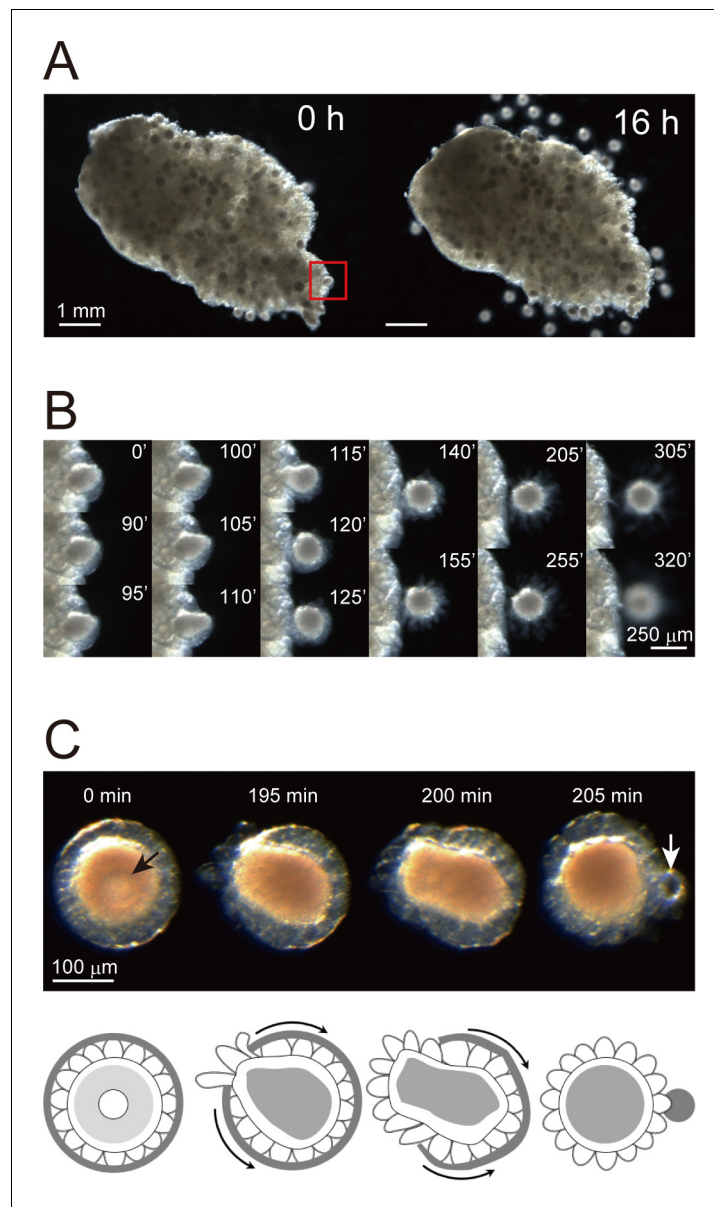 A
0 h
16 h
1 mm
B
0’
100’
115’
140’
205’
305’
90’
105’
120’
155’
255’
320’
95’
110’
125’
250 μm
C
0 min
195 min
200 min
205 min
100 μm